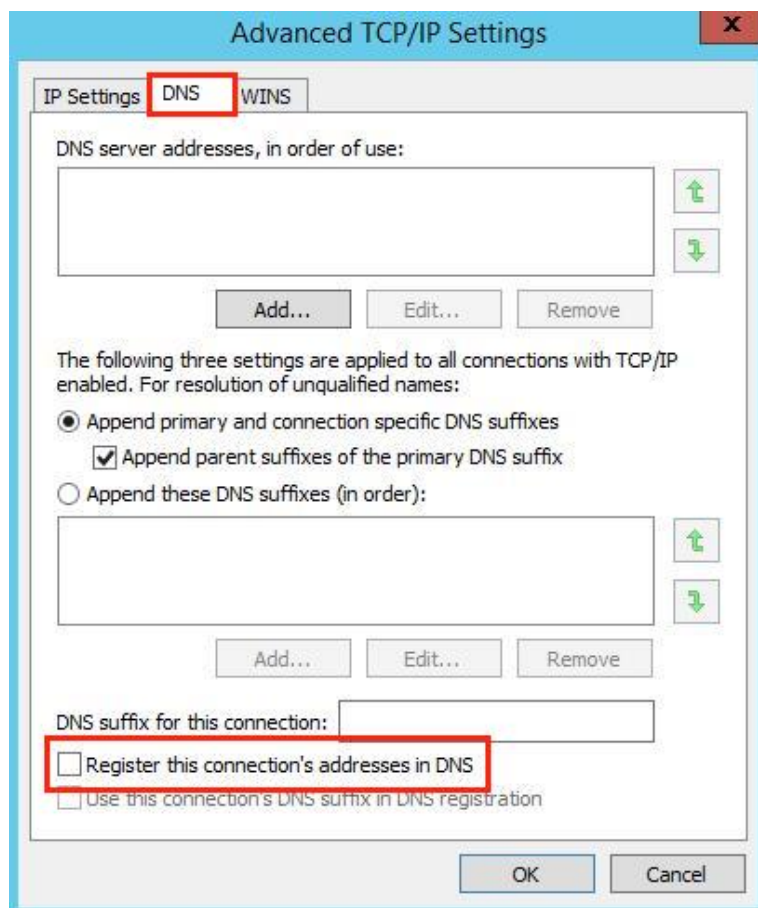 Advanced TCP/IP Settings
x
IP Settings DNS WINS
DNS server addresses, in order of use:
Add... Edit... Remove
The following three settings are applied to all connections with TCP/IP
enabled. For resolution of unqualified names:
Append primary and connection specific DNS suffixes
Append parent suffixes of the primary DNS suffix
Append these DNS suffixes (in order):
Add... Edit... Remove
DNS suffix for this connection:
Register this connection's addresses in DNS
Use this connection's DNS suffix in DNS registration
OK Cancel